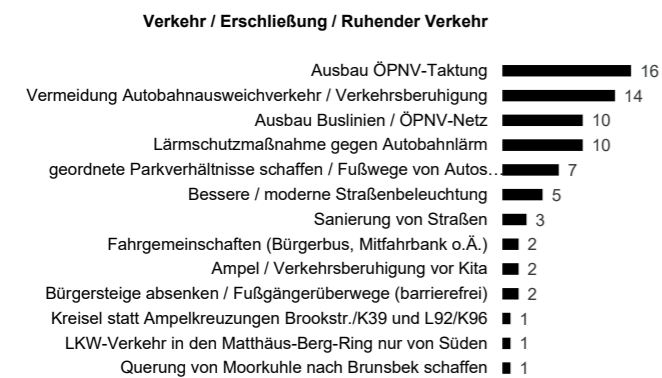 Verkehr / Erschließung / Ruhender Verkehr
Ausbau ÖPNV-Taktung 16
Vermeidung Autobahnausweichverkehr / Verkehrsberuhigung 14
Ausbau Buslinien / ÖPNV-Netz 10
Lärmschutzmaßnahme gegen Autobahnlärm 10
geordnete Parkverhältnisse schaffen / Fußwege von Autos… 7
Bessere / moderne Straßenbeleuchtung 5
Sanierung von Straßen 3
Fahrgemeinschaften (Bürgerbus, Mitfahrbank o.Ä.) 2
Ampel / Verkehrsberuhigung vor Kita 2
Bürgersteige absenken / Fußgängerüberwege (barrierefrei) 2
Kreisel statt Ampelkreuzungen Brookstr./K39 und L92/K96 1
LKW-Verkehr in den Matthäus-Berg-Ring nur von Süden 1
Querung von Moorkuhle nach Brunsbek schaffen 1